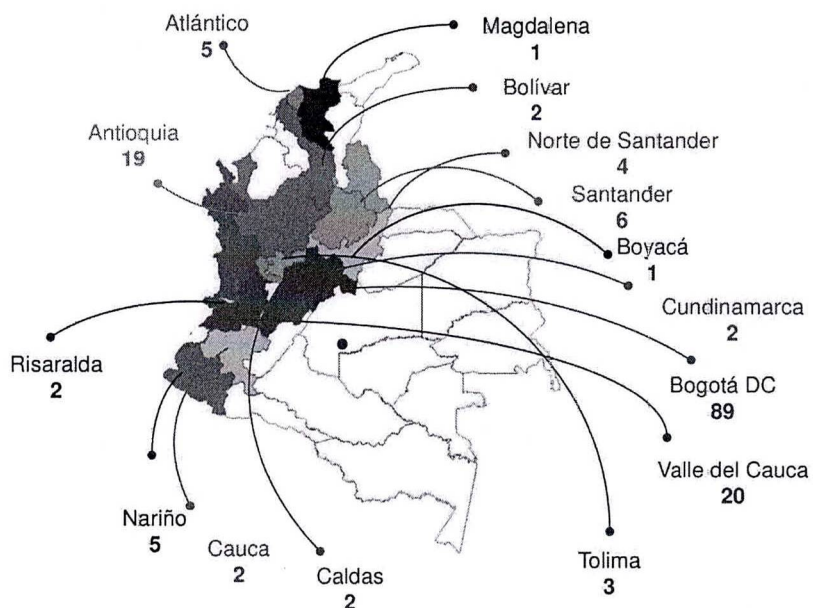 Atlántico
5
Magdalena
1
Bolívar
2
Antioquia
19
Norte de Santander
4
Santander
6
Boyacá
1
Cundinamarca
2
Risaralda
2
Bogotá DC
89
Valle del Cauca
20
Nariño
5
Cauca
2
Caldas
2
Tolima
3